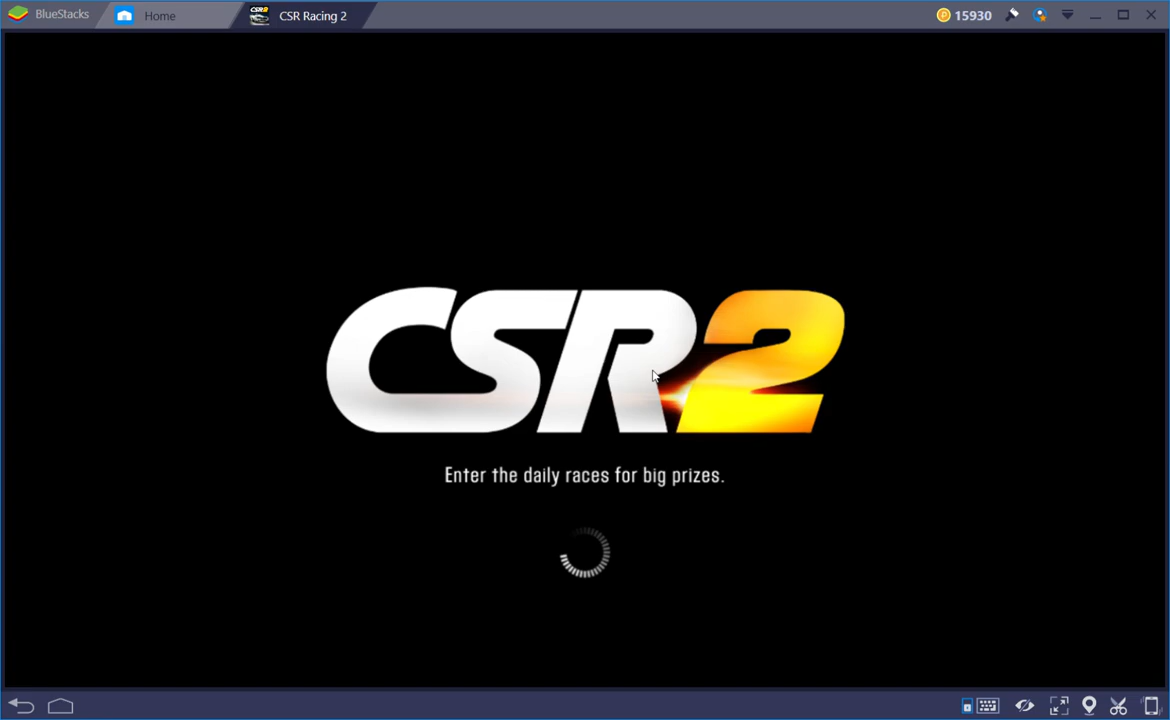 BlueStacks
Home
CSR Racing 2
15930
CSR2
Enter the daily races for big prizes.